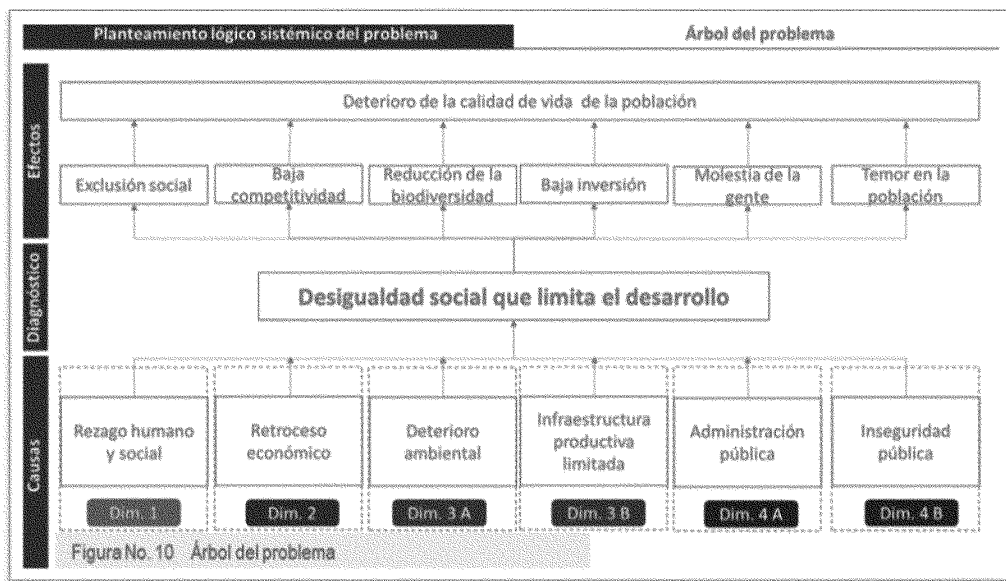 Planteamiento lógico sistémico del problema
Árbol del problema
Efectos
Deterioro de la calidad de vida de la población
Exclusión social
Baja
competitividad
Reducción de la
biodiversidad
Baja inversión
Molestia de la
gente
Temor en la
población
Diagnóstico
Desigualdad social que limita el desarrollo
Causas
Rezago humano
y social
Retroceso
económico
Deterioro
ambiental
Infraestructura
productiva
limitada
Administración
pública
Inseguridad
pública
Dim. 1
Dim. 2
Dim. 3 A
Dim. 3 B
Dim. 4 A
Dim. 4 B
Figura No. 10 Árbol del problema